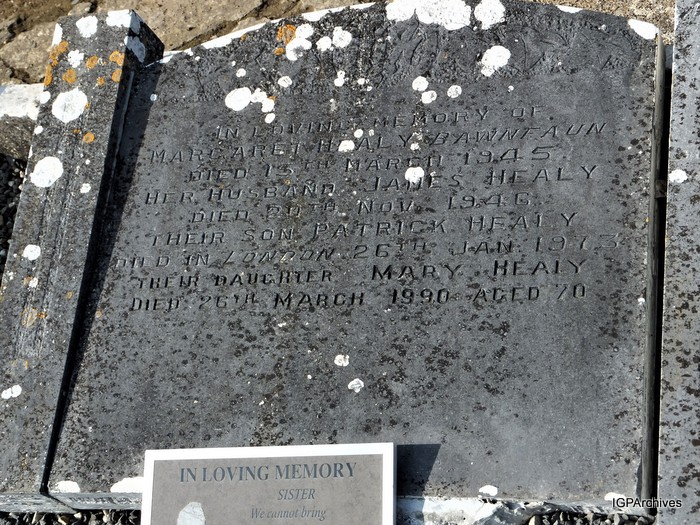 IN LOVING MEMORY OF
MARGARET HEALY BAWNEAUN
DIED 15TH MARCH 1945
HER HUSBAND JAMES HEALY
DIED 20TH NOV. 1946
THEIR SON PATRICK HEALY
DIED IN LONDON 26TH JAN. 1973
THEIR DAUGHTER MARY HEALY
DIED 26TH MARCH 1990 AGED 70
IN LOVING MEMORY
SISTER
We cannot bring
IGPArchives